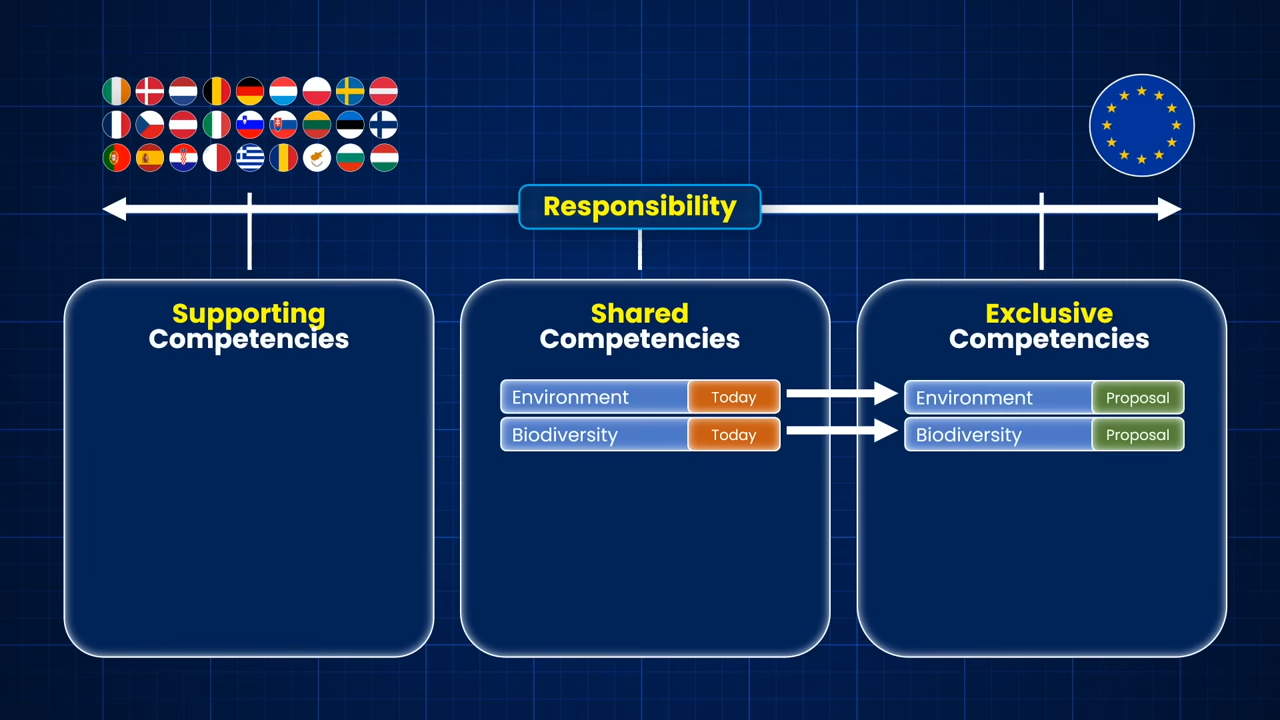 Responsibility
Supporting
Competencies
Shared
Competencies
Environment Today
Biodiversity Today
Exclusive
Competencies
Environment Proposal
Biodiversity Proposal